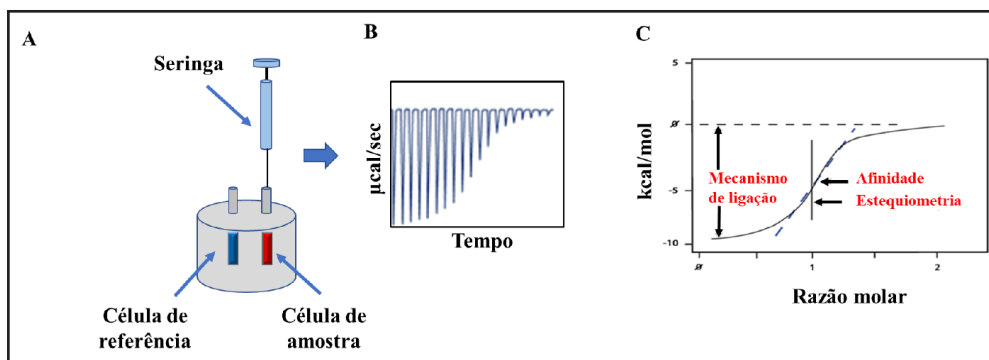 A
Seringa
Célula de
referência
Célula de
amostra
B
µcal/sec
Tempo
C
kcal/mol
5
0
-5
-10
Mecanismo
de ligação
Afinidade
Estequiometria
0
1
2
Razão molar